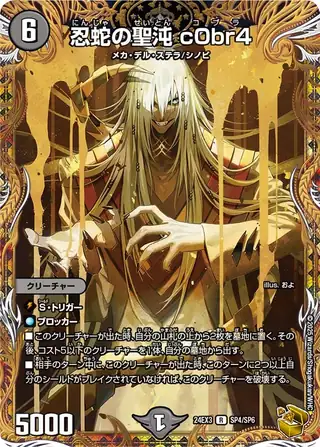 6
にんじゃ せいとん コブラ
忍蛇の聖沌 c0br4
メカ・デル・ステラ/シノビ
illus. およ
クリーチャー
S・トリガー
ブロッカー
■このクリーチャーが出た時、自分の山札の上から2枚を墓地に置く。その
後、コスト5以下のクリーチャーを1体、自分の墓地から出す。
■相手のターン中に、このクリーチャーが出た時、このターンに2つ以上自
分のシールドがブレイクされていなければ、このクリーチャーを破壊する。
5000
1
24EX3 R SP4/SP6